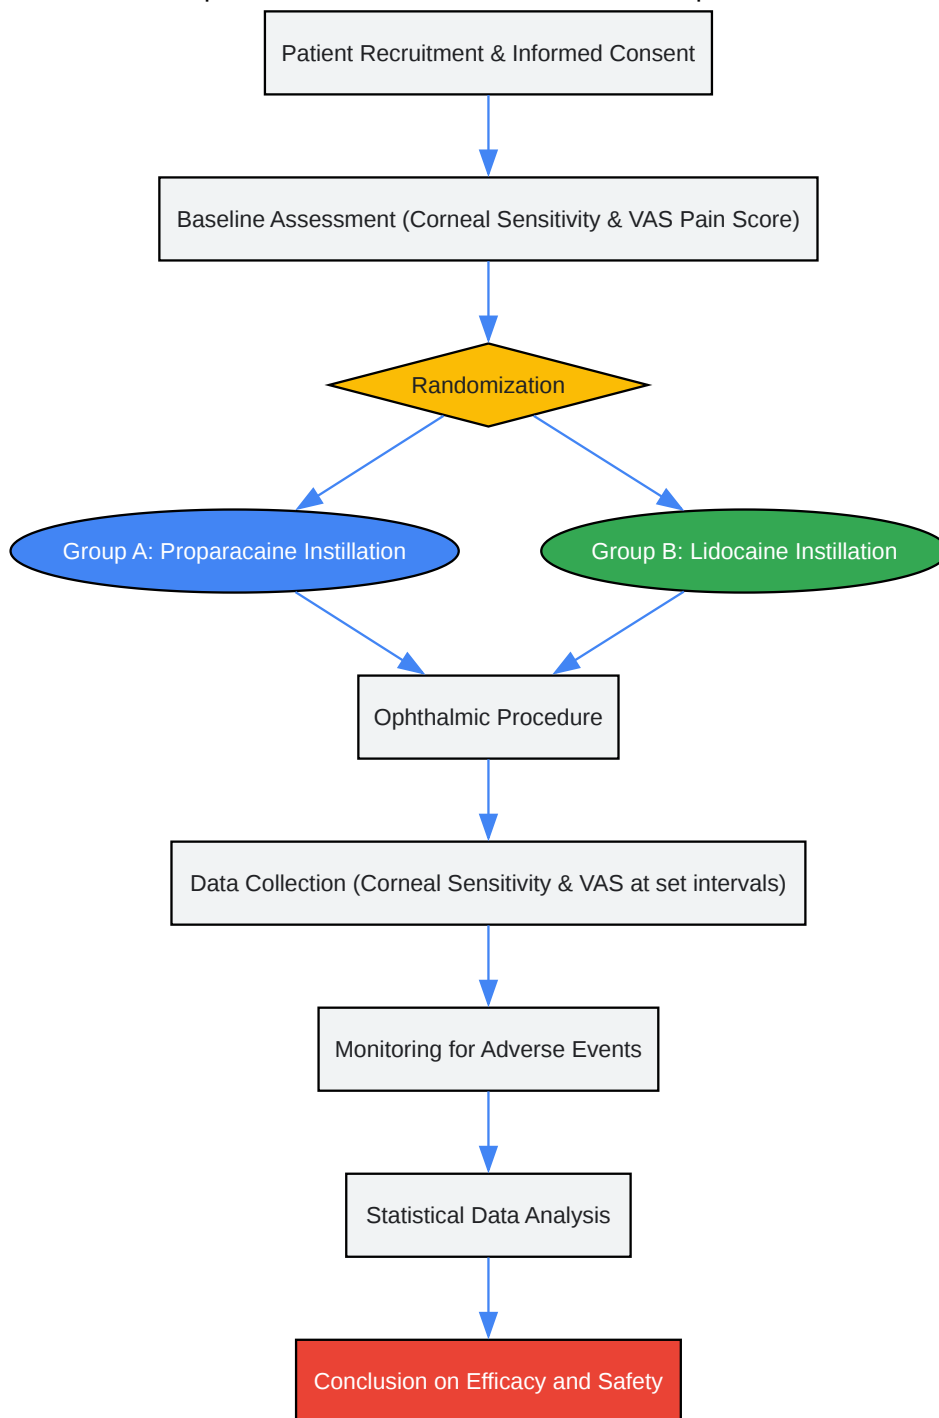 Patient Recruitment & Informed Consent
Baseline Assessment (Corneal Sensitivity & VAS Pain Score)
Randomization
Group A: Proparacaine Instillation
Group B: Lidocaine Instillation
Ophthalmic Procedure
Data Collection (Corneal Sensitivity & VAS at set intervals)
Monitoring for Adverse Events
Statistical Data Analysis
Conclusion on Efficacy and Safety